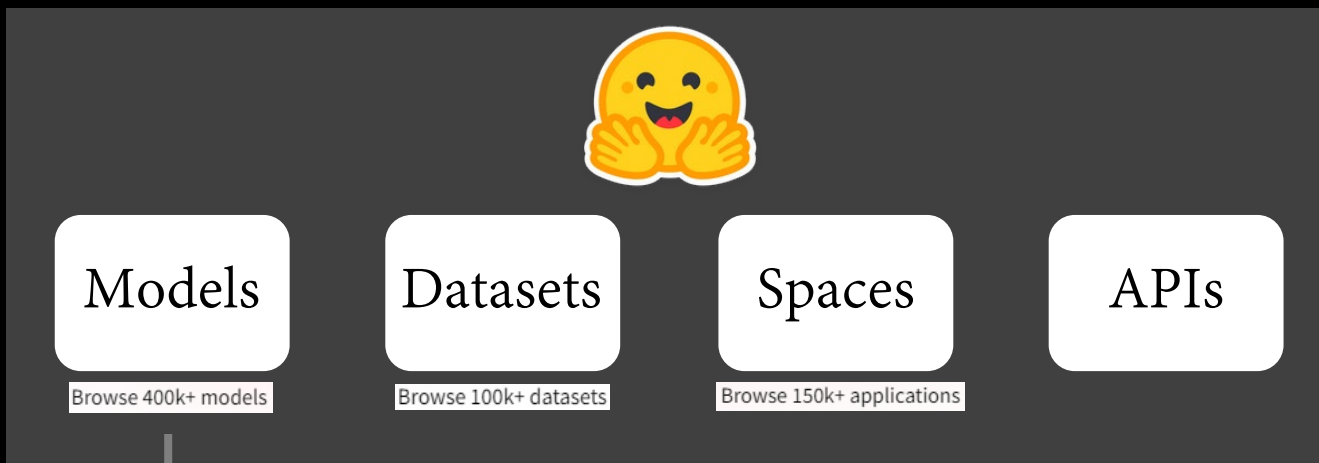 Models
Datasets
Spaces
APIs
Browse 400k+ models
Browse 100k+ datasets
Browse 150k+ applications